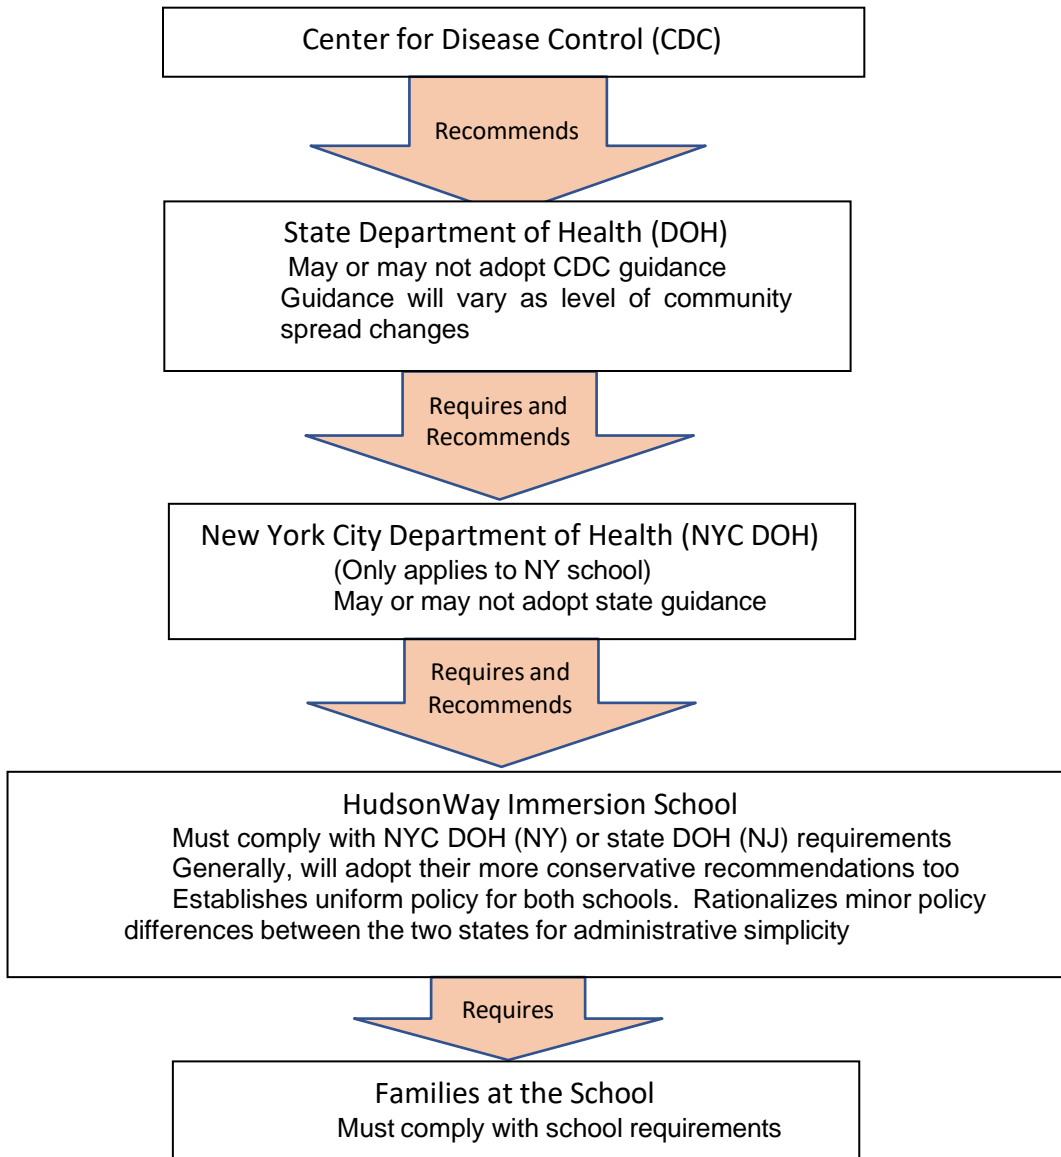 Center for Disease Control (CDC)
Recommends
State Department of Health (DOH)
May or may not adopt CDC guidance
Guidance will vary as level of community
spread changes
Requires and
Recommends
New York City Department of Health (NYC DOH)
(Only applies to NY school)
May or may not adopt state guidance
Requires and
Recommends
HudsonWay Immersion School
Must comply with NYC DOH (NY) or state DOH (NJ) requirements
Generally, will adopt their more conservative recommendations too
Establishes uniform policy for both schools. Rationalizes minor policy
differences between the two states for administrative simplicity
Requires
Families at the School
Must comply with school requirements